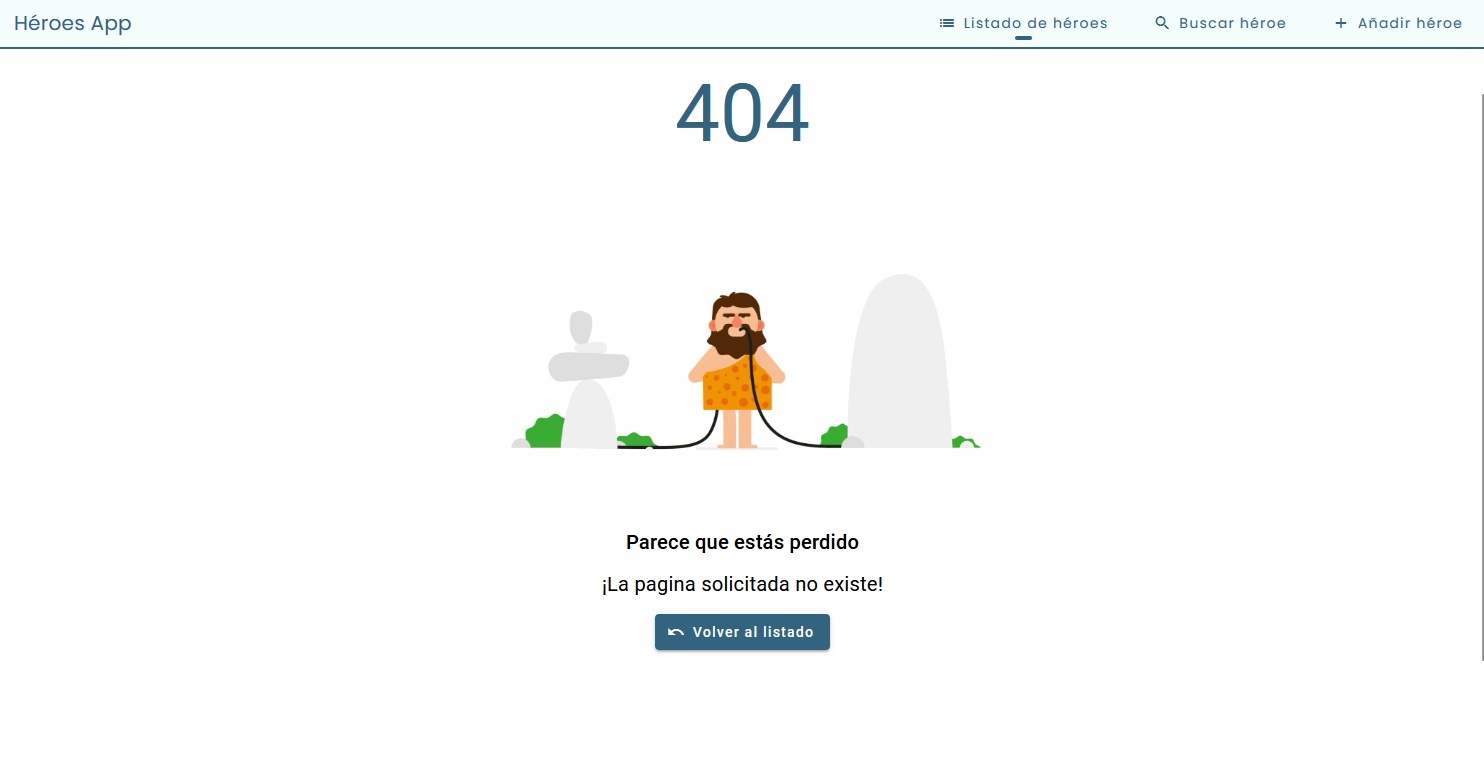 Héroes App
Listado de héroes
Buscar héroe
Añadir héroe
404
Parece que estás perdido
¡La pagina solicitada no existe!
Volver al listado